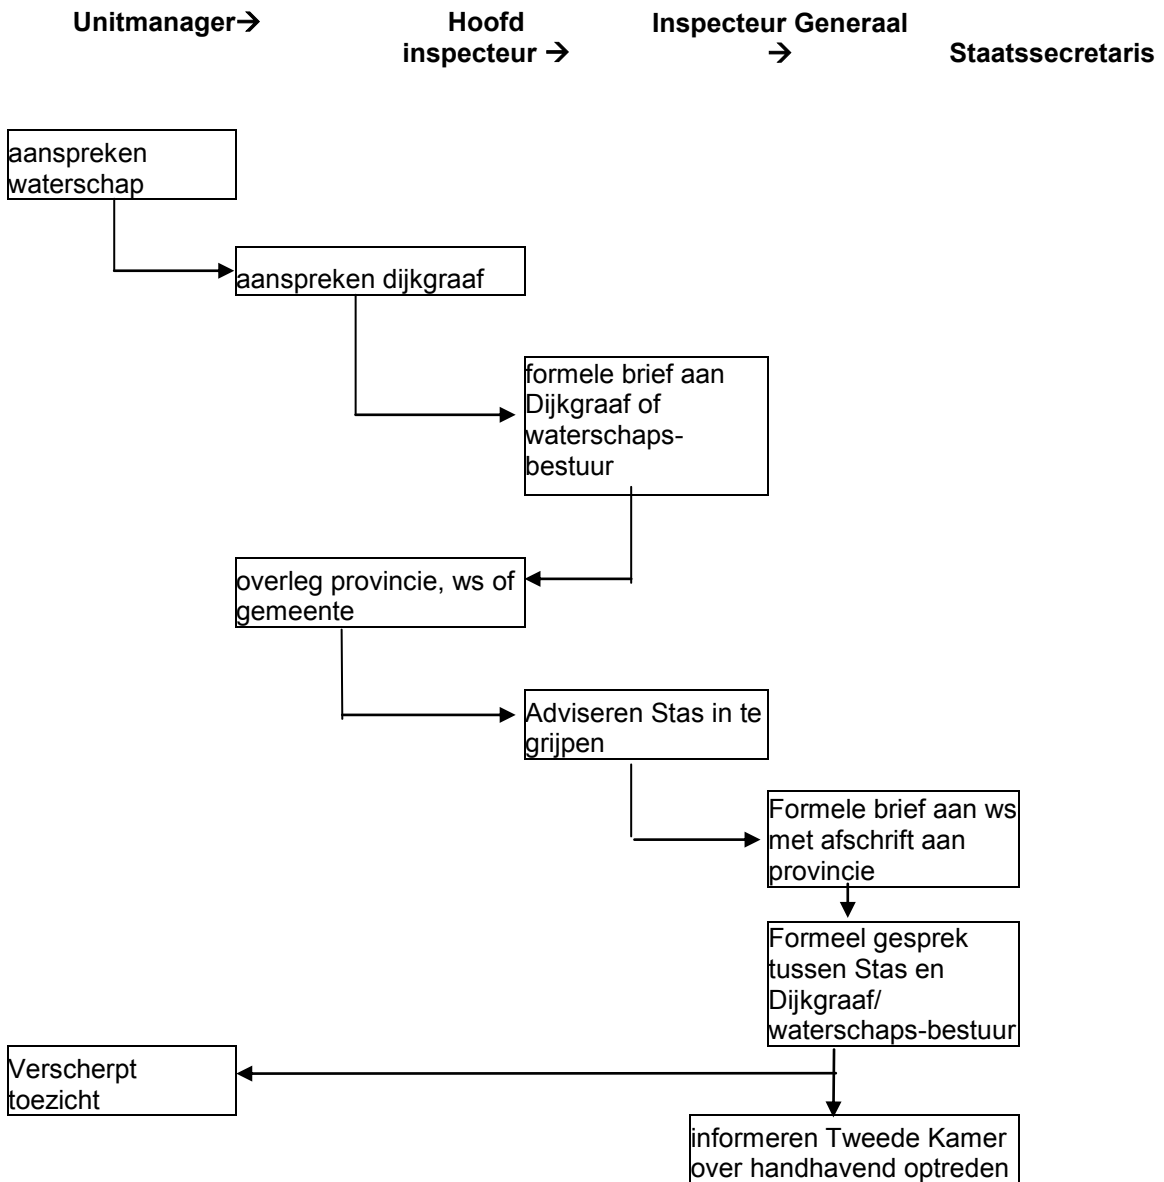 Unitmanager→
Hoofd
inspecteur →
Inspecteur Generaal
→
Staatssecretaris
aanspreken
waterschap
aanspreken dijkgraaf
formele brief aan
Dijkgraaf of
waterschaps-
bestuur
overleg provincie, ws of
gemeente
Adviseren Stas in te
grijpen
Formele brief aan ws
met afschrift aan
provincie
Formeel gesprek
tussen Stas en
Dijkgraaf/
waterschaps-bestuur
Verscherpt
toezicht
informeren Tweede Kamer
over handhavend optreden